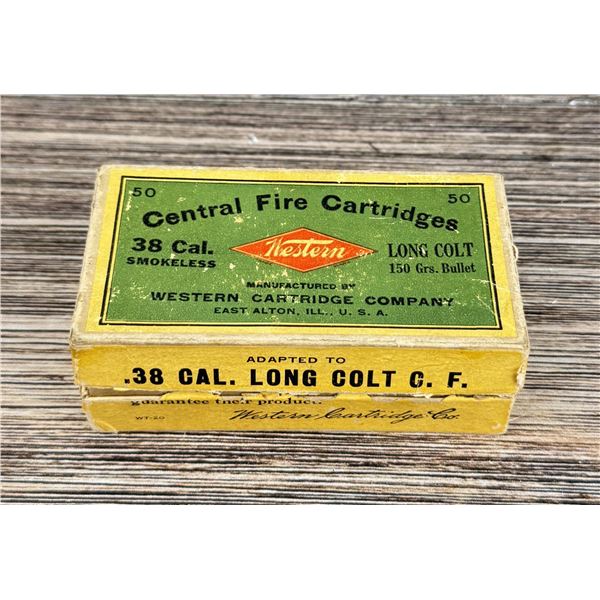 50 50
Central Fire Cartridges
38 Cal. Western LONG COLT
SMOKELESS 150 Grs. Bullet
MANUFACTURED BY
WESTERN CARTRIDGE COMPANY
EAST ALTON, ILL., U. S. A.
ADAPTED TO
.38 CAL. LONG COLT C. F.
guarantee their product.
WT-20 Western Cartridge Co.